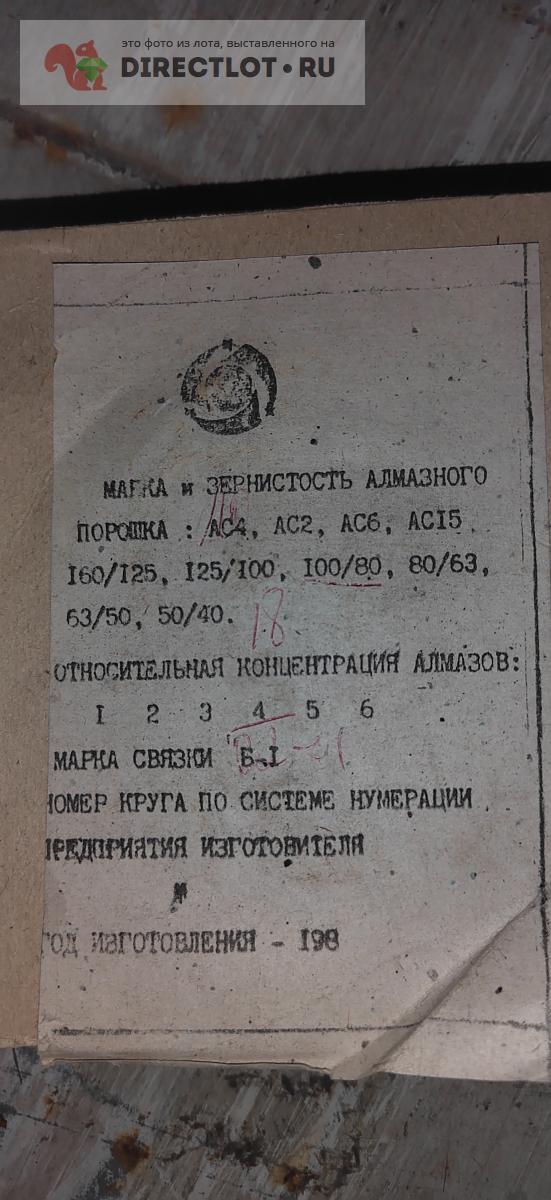 это фото из лота, выставленного на
DIRECTLOT.RU
МАРКА и ЗЕРНИСТОСТЬ АЛМАЗНОГО
ПОРОШКА : АС4, АС2, АС6, АС15
160/125, 125/100, 100/80, 80/63,
63/50, 50/40.
18
ОТНОСИТЕЛЬНАЯ КОНЦЕНТРАЦИЯ АЛМАЗОВ:
1 2 3 4 5 6
МАРКА СВЯЗКИ Б-1
НОМЕР КРУГА ПО СИСТЕМЕ НУМЕРАЦИИ
ПРЕДПРИЯТИЯ ИЗГОТОВИТЕЛЯ
ГОД ИЗГОТОВЛЕНИЯ - 198